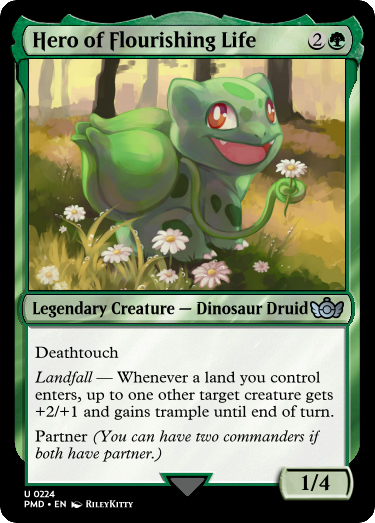 Hero of Flourishing Life 2
Legendary Creature — Dinosaur Druid
Deathtouch
Landfall — Whenever a land you control
enters, up to one other target creature gets
+2/+1 and gains trample until end of turn.
Partner (You can have two commanders if
both have partner.)
1/4
U 0224
PMD • EN RileyKitty